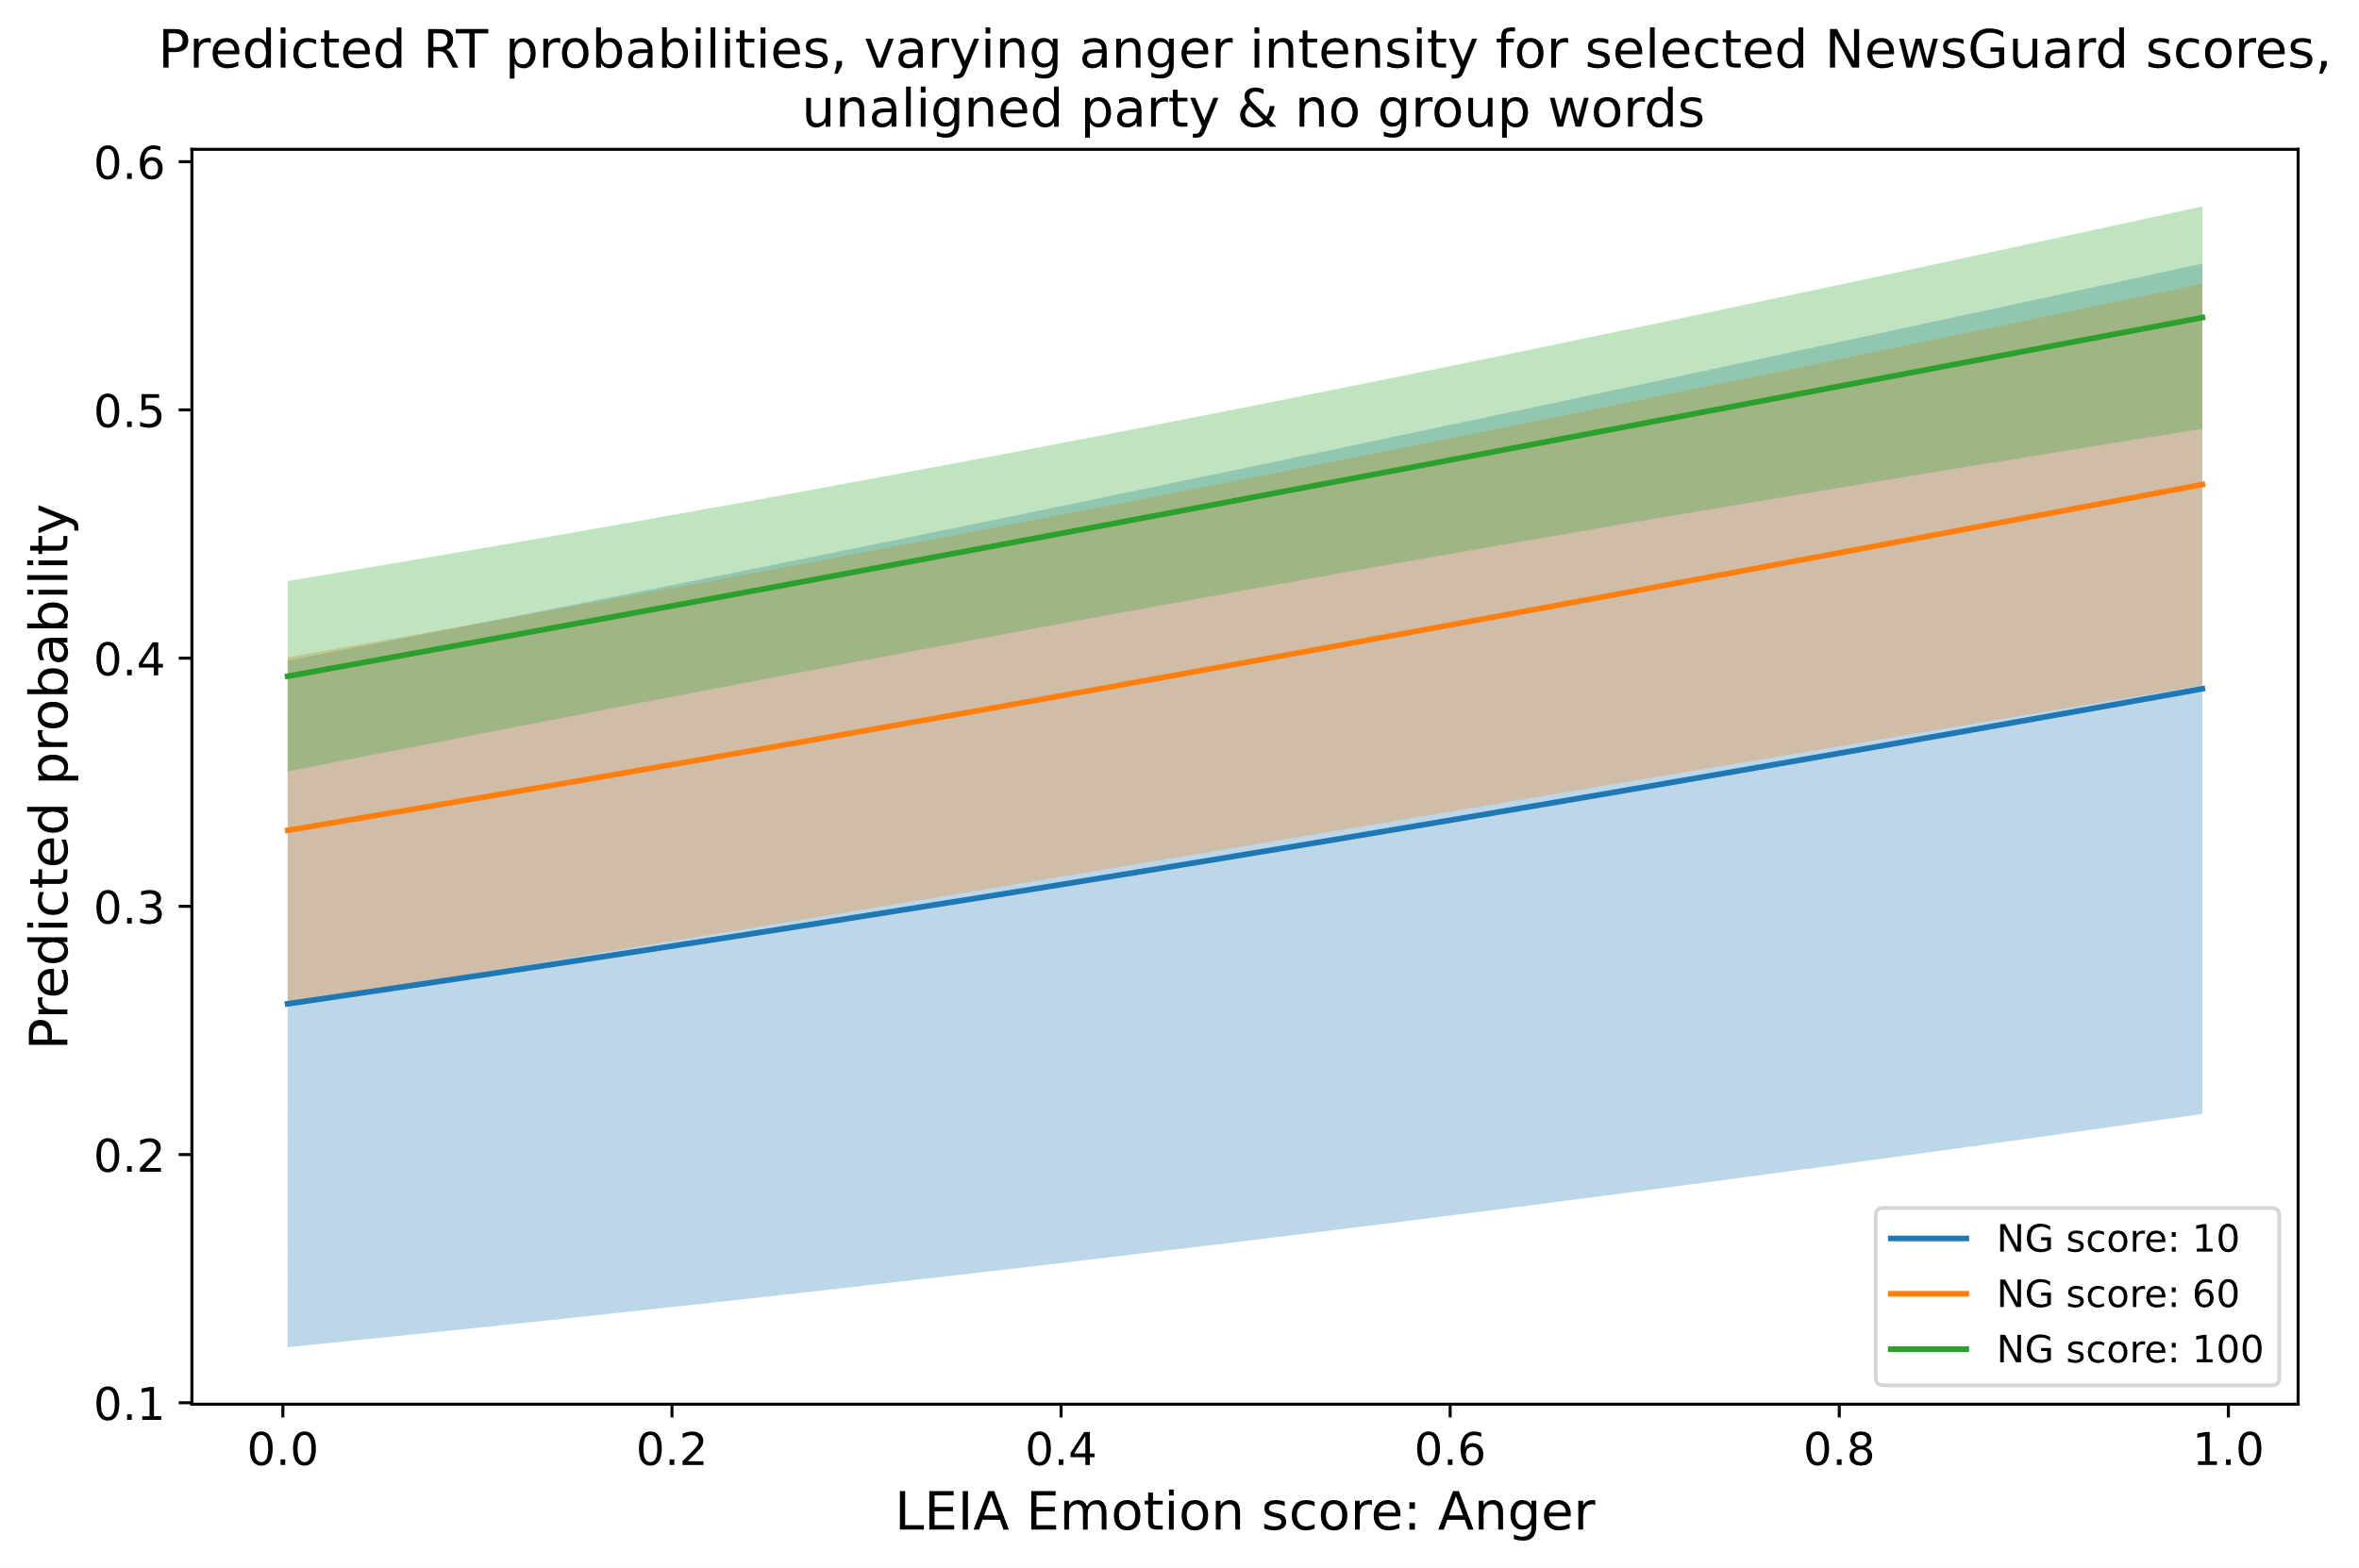 Predicted RT probabilities, varying anger intensity for selected NewsGuard scores,
unaligned party & no group words
Predicted probability
0.6
0.5
0.4
0.3
0.2
0.1
0.0 0.2 0.4 0.6 0.8 1.0
LEIA Emotion score: Anger
NG score: 10
NG score: 60
NG score: 100